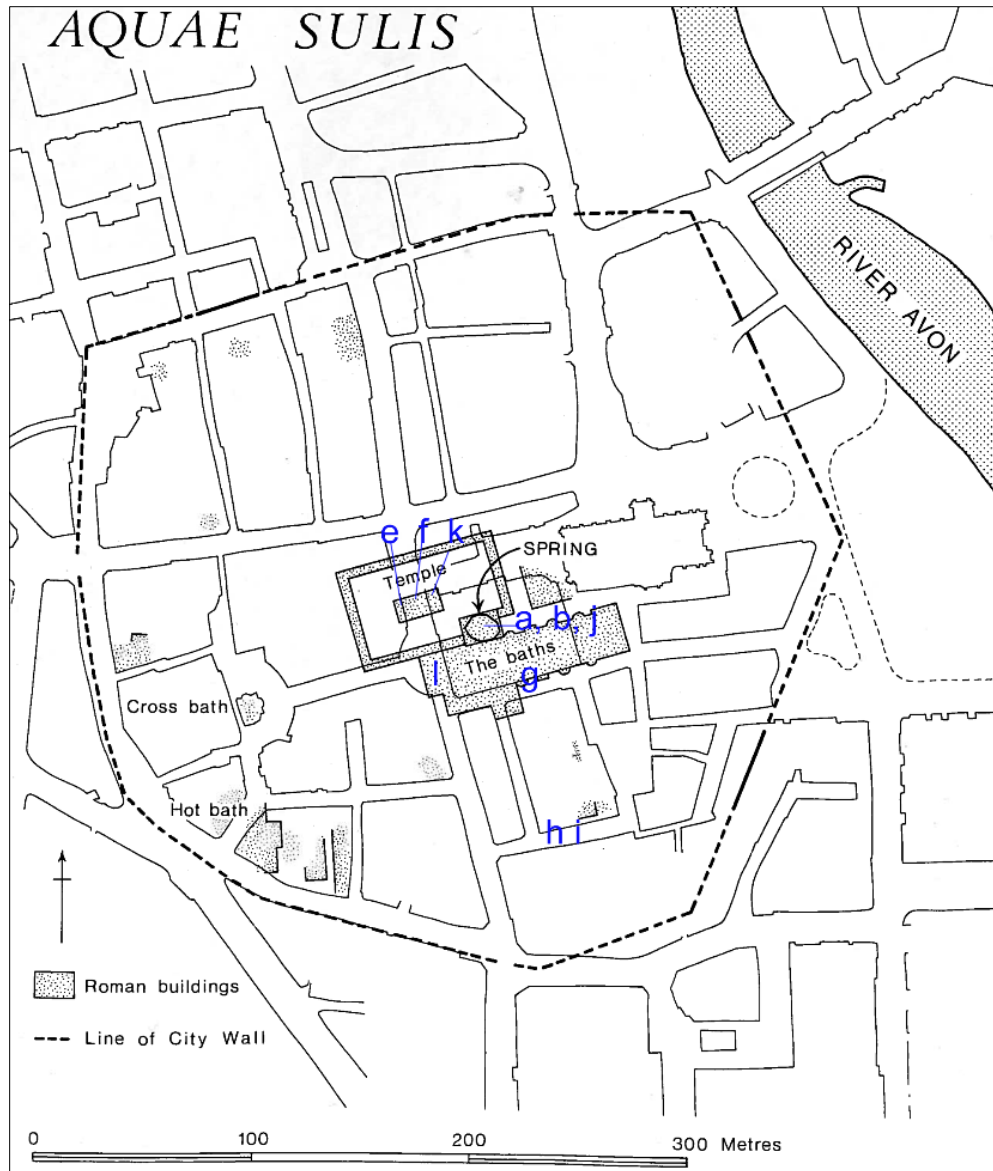 AQUAE SULIS
RIVER AVON
e f k
SPRING
Temple
a, b, j
The baths
l g
Cross bath
Hot bath
h i
Roman buildings
Line of City Wall
0 100 200 300 Metres